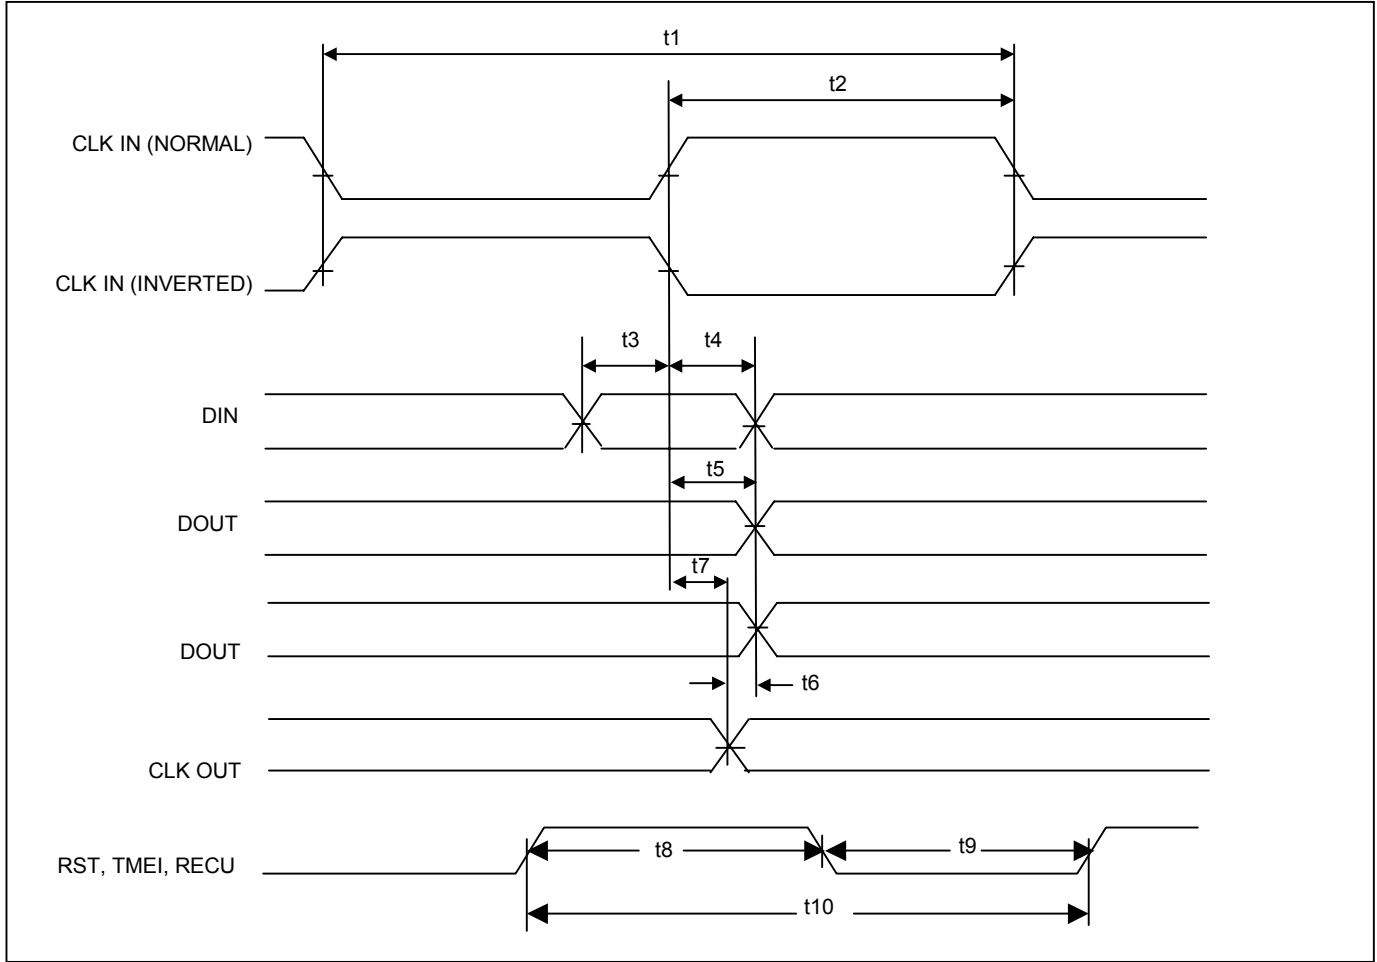 t1
t2
CLK IN (NORMAL)
CLK IN (INVERTED)
t3
t4
DIN
t5
DOUT
t7
DOUT
t6
CLK OUT
t8
t9
RST, TMEI, RECU
t10